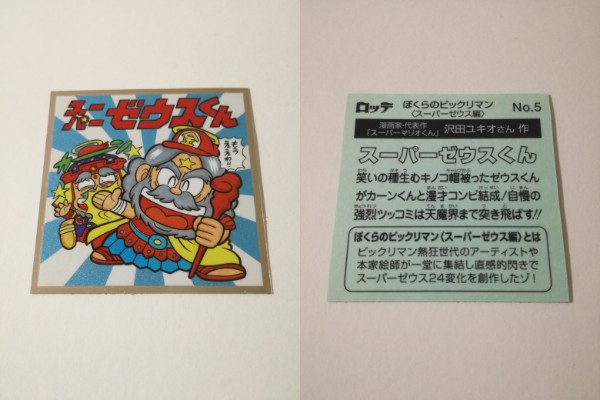 スーパーゼウスくん
もうええわ!!
ロッテ
ぼくらのビックリマン
〈スーパーゼウス編〉
No.5
漫画家・代表作
「スーパーマリオくん」
沢田ユキオさん 作
スーパーゼウスくん
笑いの種生むキノコ帽被ったゼウスくん
がカーンくんと漫才コンビ結成/自慢の
強烈ツッコミは天魔界まで突き飛ばす!!
ぼくらのビックリマン〈スーパーゼウス編〉とは
ビックリマン熱狂世代のアーティストや
本家絵師が一堂に集結し直感的閃きで
スーパーゼウス24変化を創作したゾ!